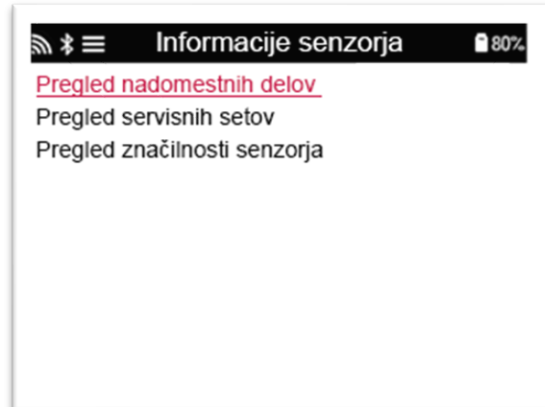 Informacije senzorja 80%
Pregled nadomestnih delov
Pregled servisnih setov
Pregled značilnosti senzorja